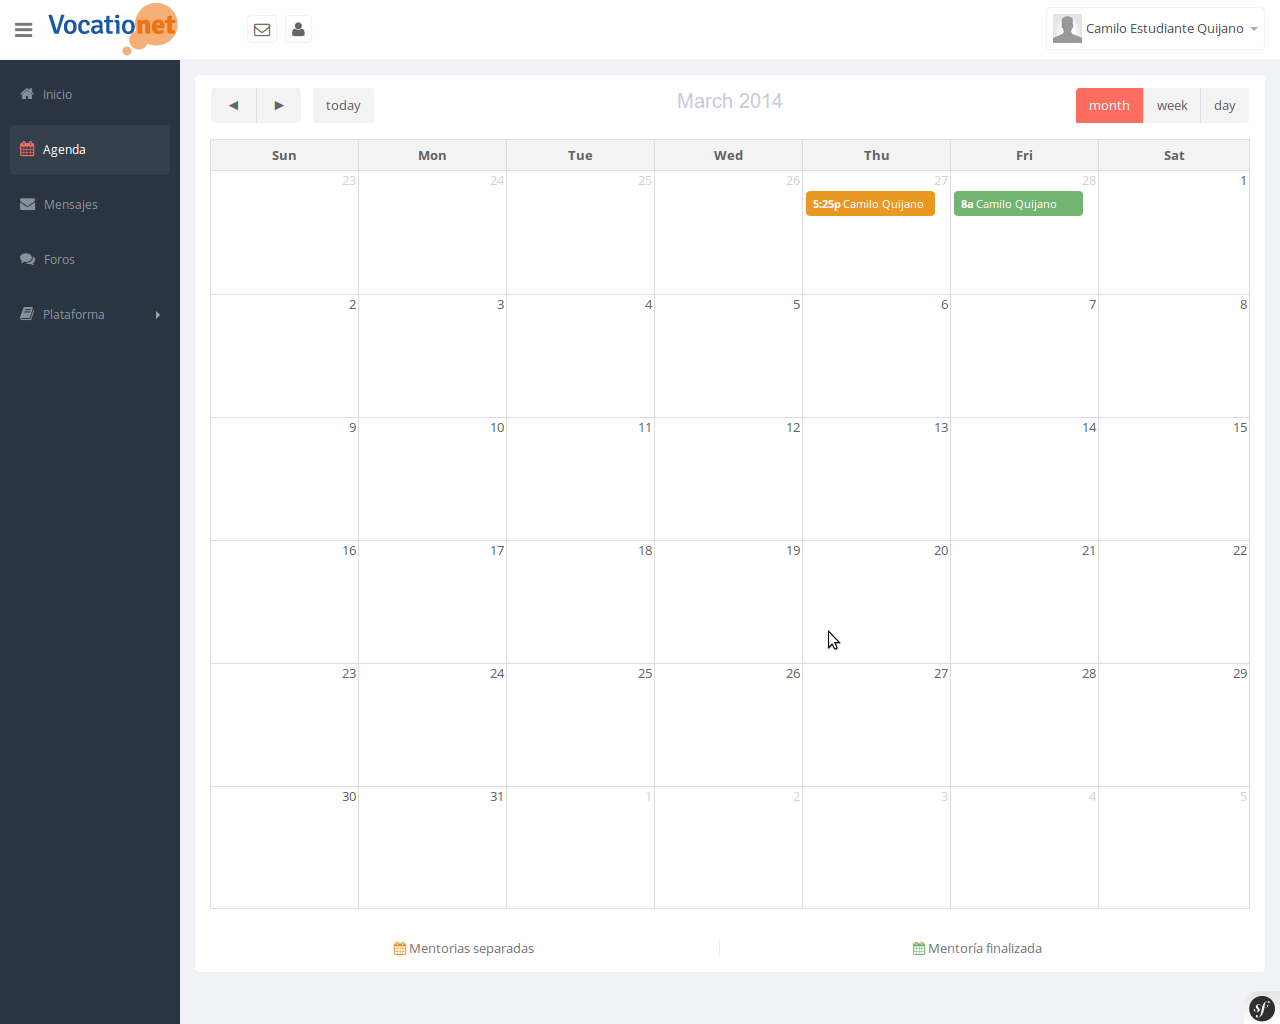 Vocationet
Camilo Estudiante Quijano
Inicio
Agenda
Mensajes
Foros
Plataforma
today
March 2014
month week day
Sun Mon Tue Wed Thu Fri Sat
23 24 25 26 27 28 1
5:25p Camilo Quijano 8a Camilo Quijano
2 3 4 5 6 7 8
9 10 11 12 13 14 15
16 17 18 19 20 21 22
23 24 25 26 27 28 29
30 31 1 2 3 4 5
Mentorias separadas Mentoría finalizada
sf